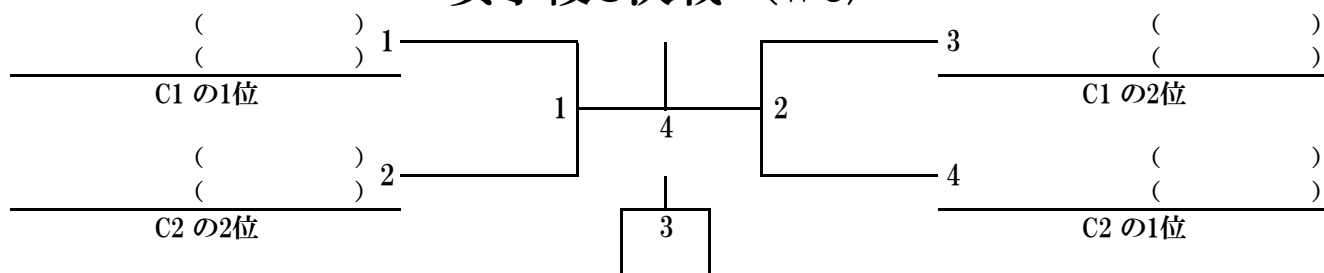 ( ) 1
( )
C1 の1位
( ) 2
( )
C2 の2位
1
4
2
3
3 ( )
( )
C1 の2位
4 ( )
( )
C2 の1位